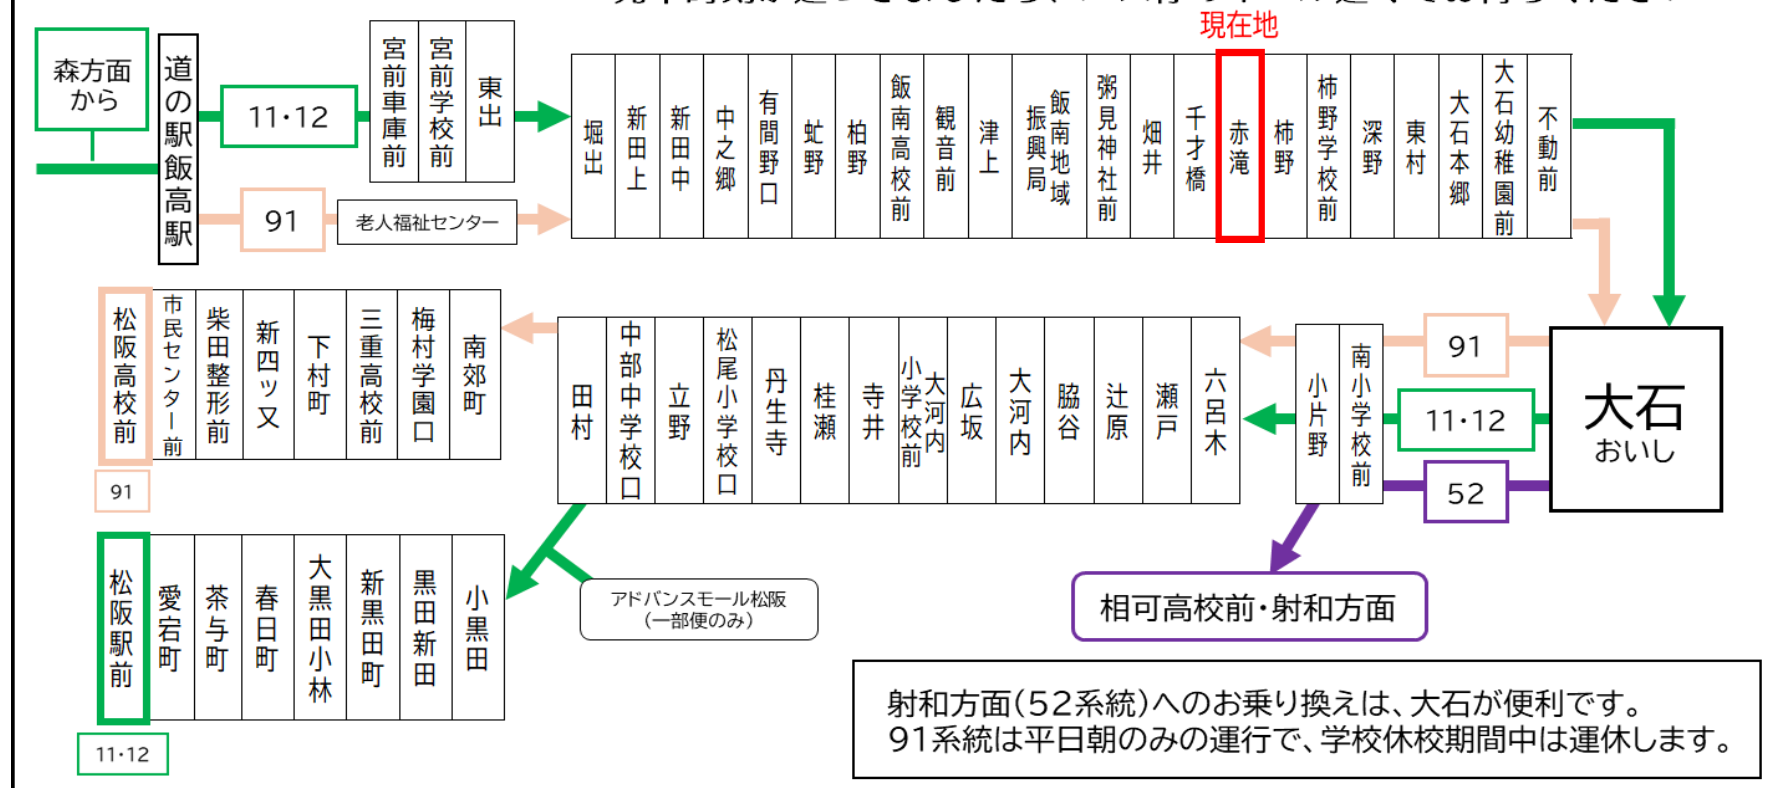 現在地
森方面
から
道の駅飯高駅
11・12
宮前車庫前
宮前学校前
東出
91
老人福祉センター
堀出
新田上
新田中
中之郷
有間野口
虻野
柏野
飯南高校前
観音前
津上
飯南地域
振興局
粥見神社前
畑井
千才橋
赤滝
柿野
柿野学校前
深野
東村
大石本郷
大石幼稚園前
不動前
大石
おいし
91
11・12
52
南小学校前
小片野
六呂木
瀬戸
辻原
脇谷
大河内
広坂
大河内
小学校前
寺井
桂瀬
丹生寺
松尾小学校口
立野
中部中学校口
田村
南郊町
梅村学園口
三重高校前
下村町
新四ッ又
柴田整形前
市民センター前
松阪高校前
91
アドバンスモール松阪
(一部便のみ)
小黒田
黒田新田
新黒田町
大黒田小林
春日町
茶与町
愛宕町
松阪駅前
11・12
相可高校前・射和方面
射和方面(52系統)へのお乗り換えは、大石が便利です。
91系統は平日朝のみの運行で、学校休校期間中は運休します。